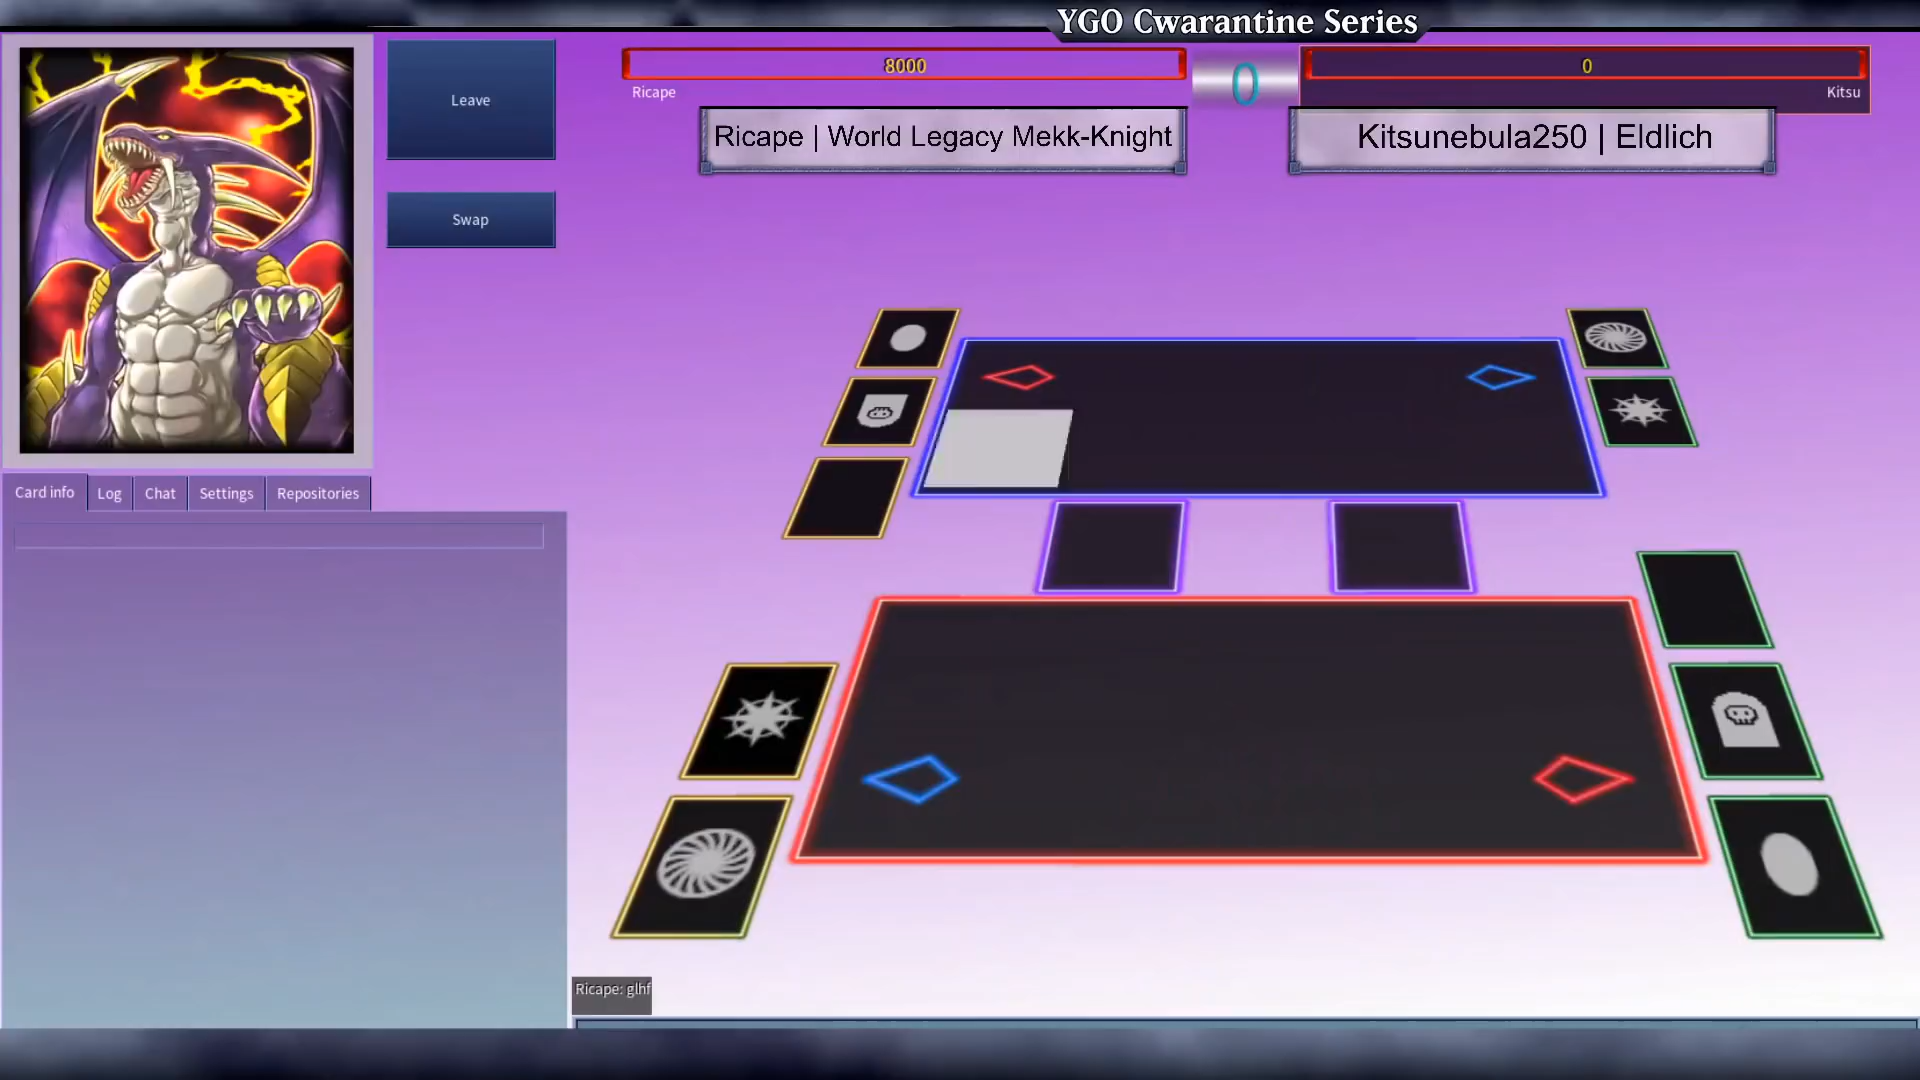 YGO Cwarantine Series
Leave
8000
0
0
Ricape
Kitsu
Ricape | World Legacy Mekk-Knight
Kitsunebula250 | Eldlich
Swap
Card info
Log
Chat
Settings
Repositories
Ricape: glhf